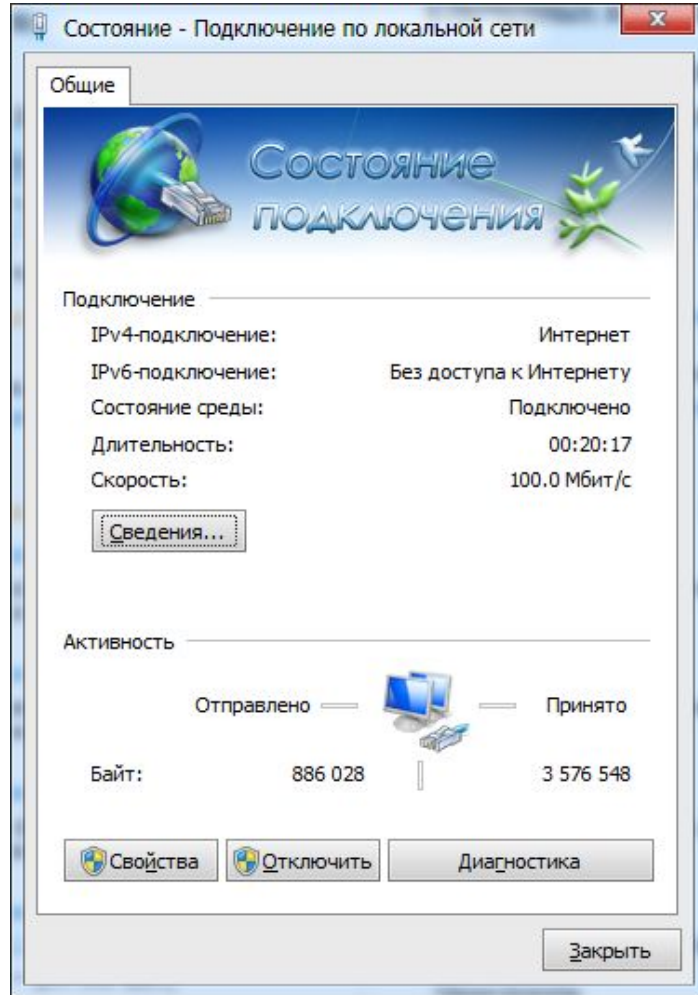 Состояние - Подключение по локальной сети
Общие
Состояние
подключения
Подключение
IPv4-подключение: Интернет
IPv6-подключение: Без доступа к Интернету
Состояние среды: Подключено
Длительность: 00:20:17
Скорость: 100.0 Мбит/с
Сведения...
Активность
Отправлено Принято
Байт: 886 028 3 576 548
Свойства Отключить Диагностика
Закрыть